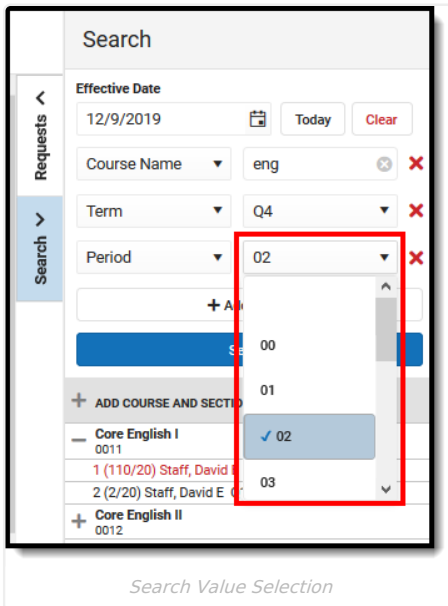 Search
Requests
Search
Effective Date
12/9/2019 Today Clear
Course Name eng
Term Q4
Period 02
00
01
02
03
ADD COURSE AND
Core English I
0011
1 (110/20) Staff, David
2 (2/20) Staff, David E
Core English II
0012
Search Value Selection